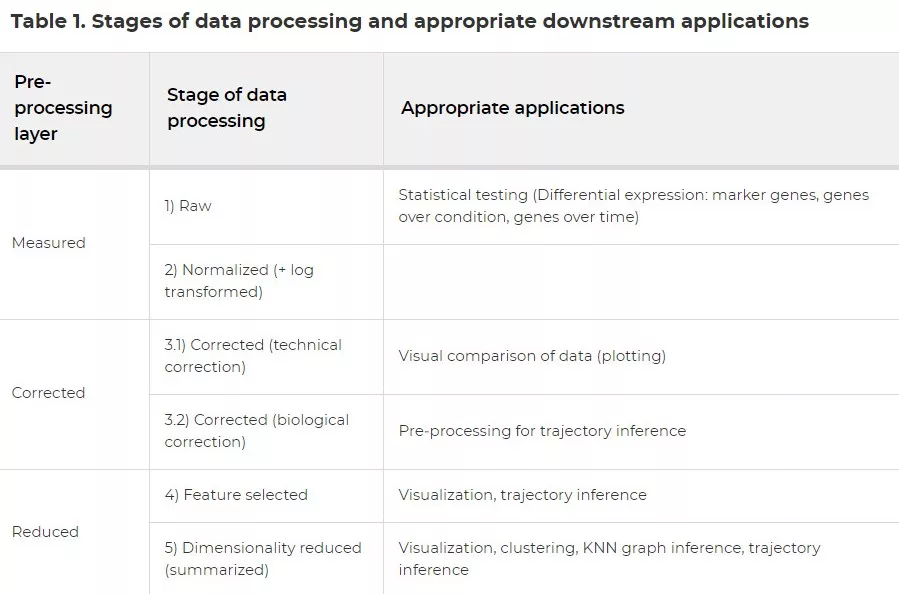 Table 1. Stages of data processing and appropriate downstream applications
Pre-
processing
layer
Stage of data
processing
Appropriate applications
Measured
1) Raw
Statistical testing (Differential expression: marker genes, genes
over condition, genes over time)
2) Normalized (+ log
transformed)
Corrected
3.1) Corrected (technical
correction)
Visual comparison of data (plotting)
3.2) Corrected (biological
correction)
Pre-processing for trajectory inference
Reduced
4) Feature selected
Visualization, trajectory inference
5) Dimensionality reduced
(summarized)
Visualization, clustering, KNN graph inference, trajectory
inference